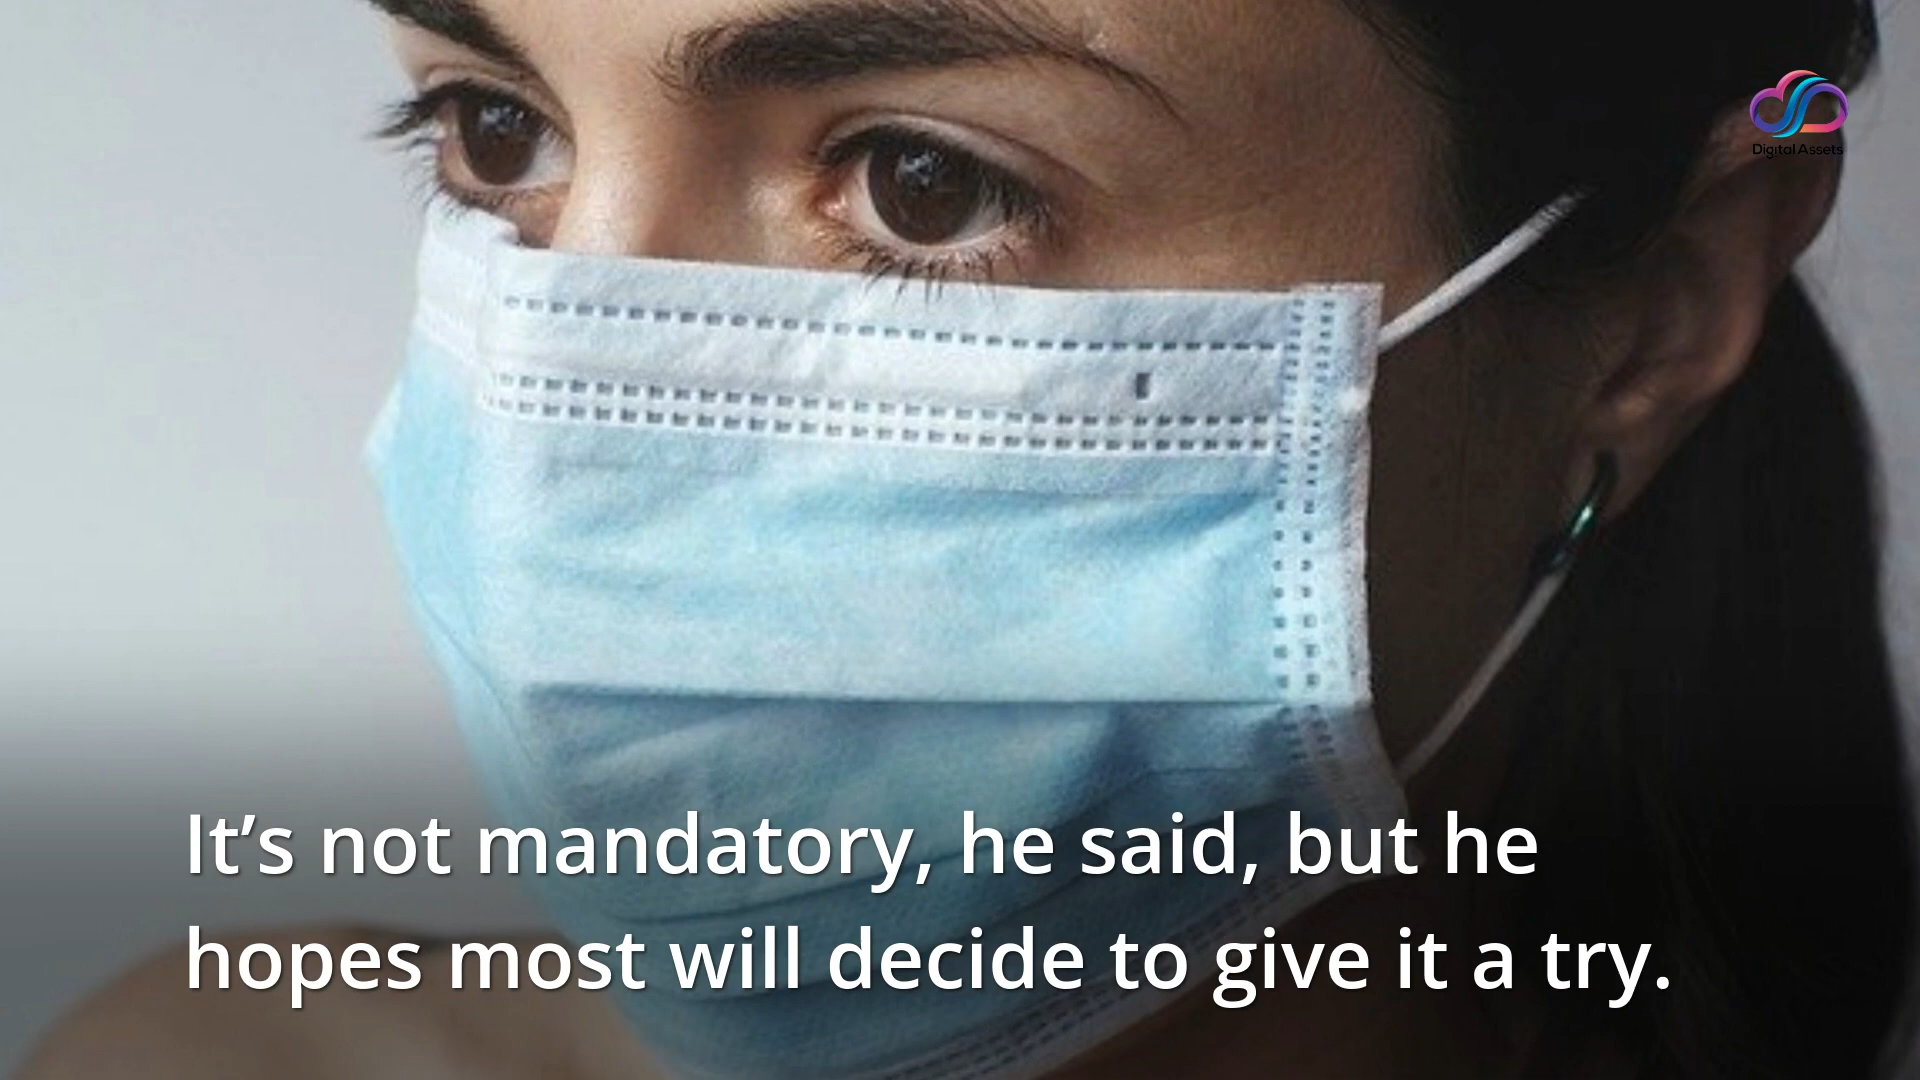 Digital Assets
It’s not mandatory, he said, but he
hopes most will decide to give it a try.